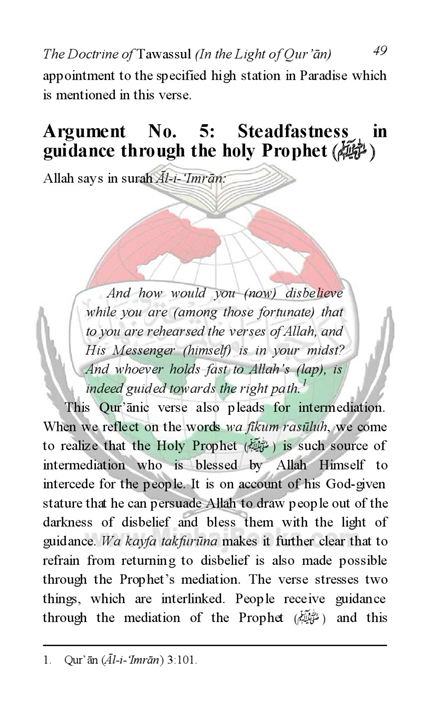 The Doctrine of Tawassul (In the Light of Qur’ān) 49
appointment to the specified high station in Paradise which
is mentioned in this verse.
Argument No. 5: Steadfastness in
guidance through the holy Prophet (ﷺ)
Allah says in surah Āl-i-‘Imrān:
And how would you (now) disbelieve
while you are (among those fortunate) that
to you are rehearsed the verses of Allah, and
His Messenger (himself) is in your midst?
And whoever holds fast to Allah’s (lap), is
indeed guided towards the right path.1
This Qur’ānic verse also pleads for intermediation.
When we reflect on the words wa fīkum rasūluh, we come
to realize that the Holy Prophet (ﷺ) is such source of
intermediation who is blessed by Allah Himself to
intercede for the people. It is on account of his God-given
stature that he can persuade Allah to draw people out of the
darkness of disbelief and bless them with the light of
guidance. Wa kayfa takfurūna makes it further clear that to
refrain from returning to disbelief is also made possible
through the Prophet’s mediation. The verse stresses two
things, which are interlinked. People receive guidance
through the mediation of the Prophet (ﷺ) and this
1. Qur’ān (Āl-i-‘Imrān) 3:101.